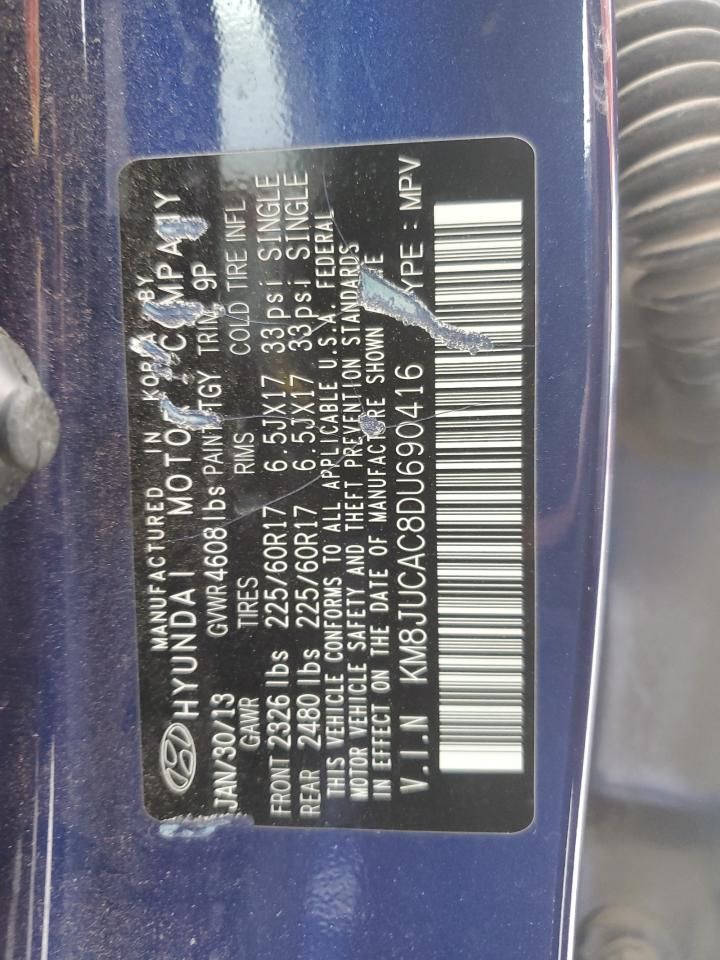 MANUFACTURED IN KOREA BY
HYUNDAI MOTOR COMPANY
JAN/30/13 GVWR 4608 lbs PAINT TGY TRIM 9P
GAWR TIRES RIMS COLD TIRE INFL
FRONT 2326 lbs 225/60R17 6.5JX17 33psi SINGLE
REAR 2480 lbs 225/60R17 6.5JX17 33psi SINGLE
THIS VEHICLE CONFORMS TO ALL APPLICABLE U.S.A. FEDERAL
MOTOR VEHICLE SAFETY AND THEFT PREVENTION STANDARDS
IN EFFECT ON THE DATE OF MANUFACTURE SHOWN
V.I.N KM8JUCAC8DU690416 TYPE : MPV